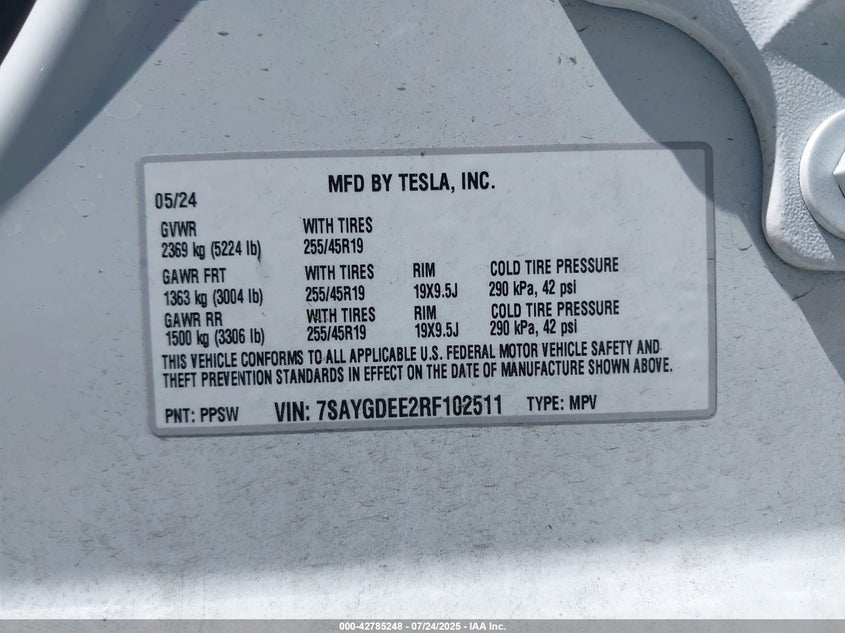 MFD BY TESLA, INC.
05/24
GVWR WITH TIRES
2369 kg (5224 lb) 255/45R19
GAWR FRT WITH TIRES RIM COLD TIRE PRESSURE
1363 kg (3004 lb) 255/45R19 19X9.5J 290 kPa, 42 psi
GAWR RR WITH TIRES RIM COLD TIRE PRESSURE
1500 kg (3306 lb) 255/45R19 19X9.5J 290 kPa, 42 psi
THIS VEHICLE CONFORMS TO ALL APPLICABLE U.S. FEDERAL MOTOR VEHICLE SAFETY AND
THEFT PREVENTION STANDARDS IN EFFECT ON THE DATE OF MANUFACTURE SHOWN ABOVE.
PNT: PPSW VIN: 7SAYGDEE2RF102511 TYPE: MPV
000-42785248 - 07/24/2025 - IAA Inc.